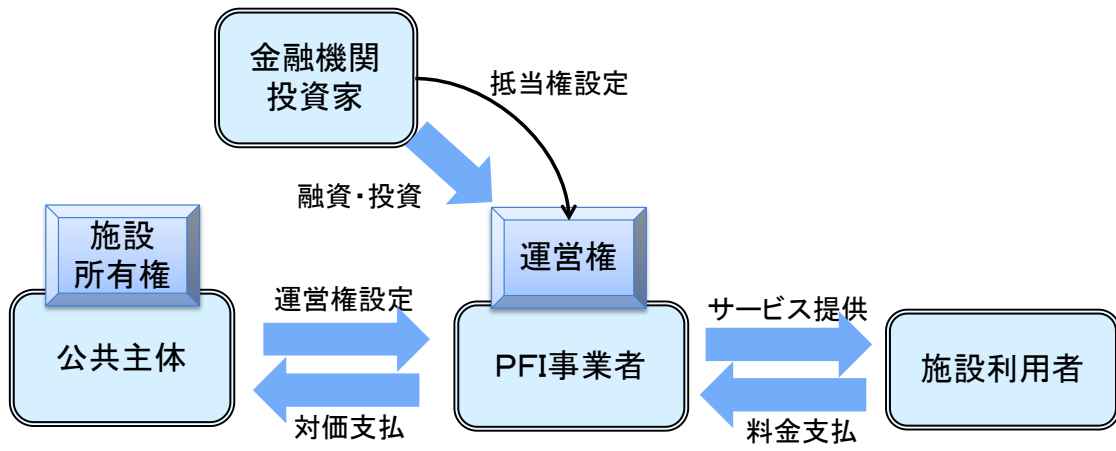 金融機関
投資家
抵当権設定
融資・投資
施設
所有権
運営権
運営権設定
サービス提供
公共主体
PFI事業者
施設利用者
対価支払
料金支払